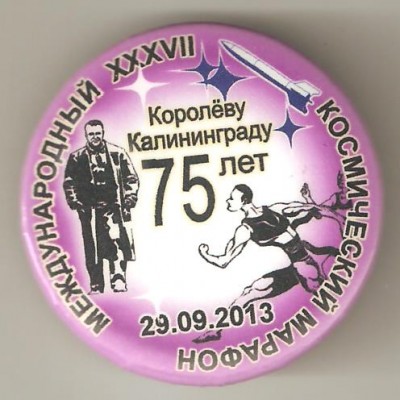 XXXVII МЕЖДУНАРОДНЫЙ
КОСМИЧЕСКИЙ МАРАФОН
Королёву
Калининграду
75 лет
29.09.2013